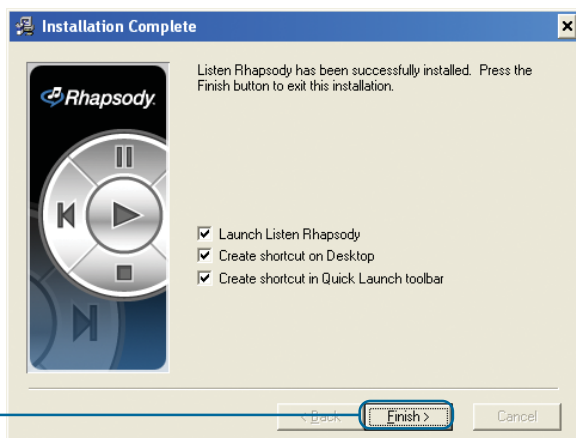 Installation Complete
Rhapsody.
Listen Rhapsody has been successfully installed. Press the
Finish button to exit this installation.
Launch Listen Rhapsody
Create shortcut on Desktop
Create shortcut in Quick Launch toolbar
< Back
Finish >
Cancel